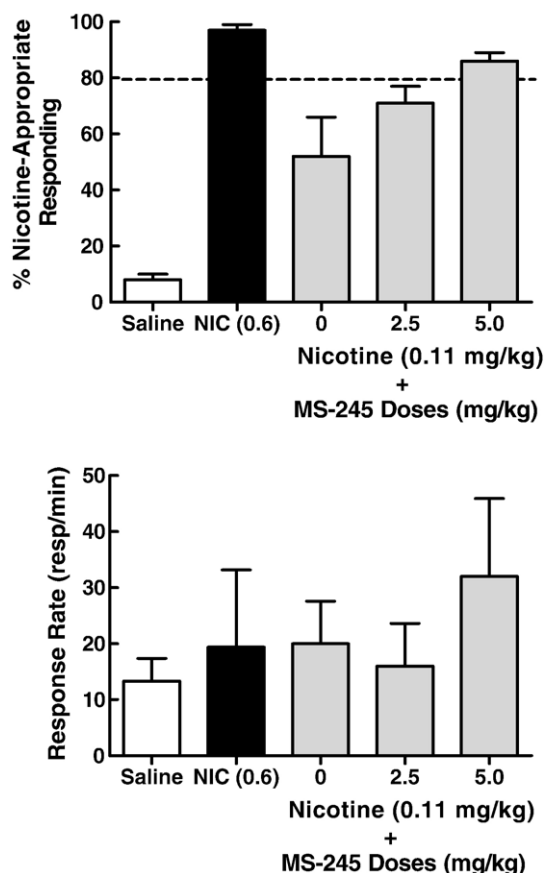 % Nicotine-Appropriate
Responding
100
80
60
40
20
0
Saline NIC (0.6) 0 2.5 5.0
Nicotine (0.11 mg/kg)
+
MS-245 Doses (mg/kg)
Response Rate (resp/min)
50
40
30
20
10
0
Saline NIC (0.6) 0 2.5 5.0
Nicotine (0.11 mg/kg)
+
MS-245 Doses (mg/kg)